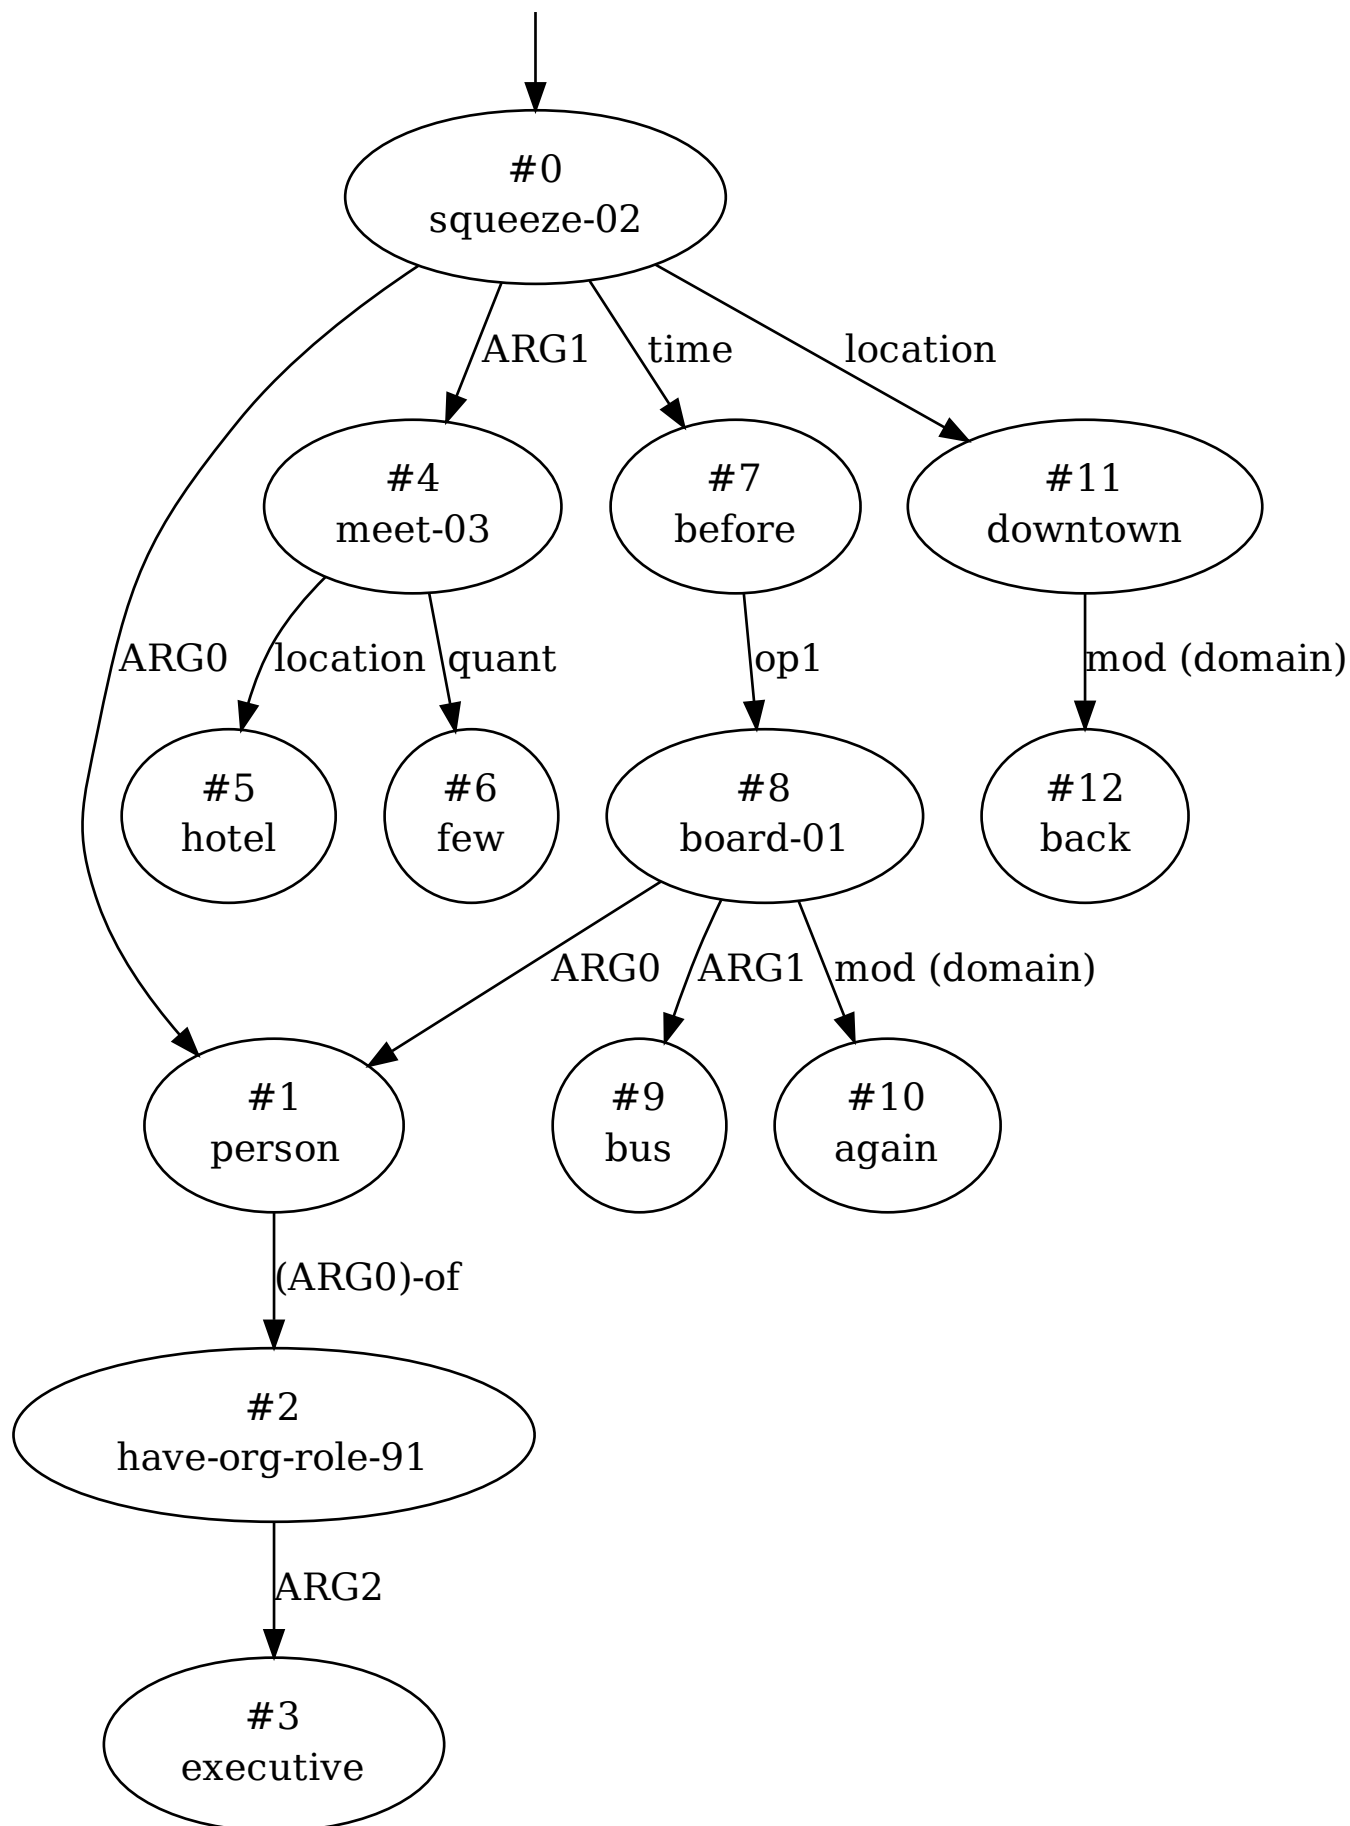 #0
squeeze-02
ARG1
time
location
#4
meet-03
#7
before
#11
downtown
ARG0
location
quant
op1
mod (domain)
#5
hotel
#6
few
#8
board-01
#12
back
ARG0
ARG1
mod (domain)
#1
person
#9
bus
#10
again
(ARG0)-of
#2
have-org-role-91
ARG2
#3
executive